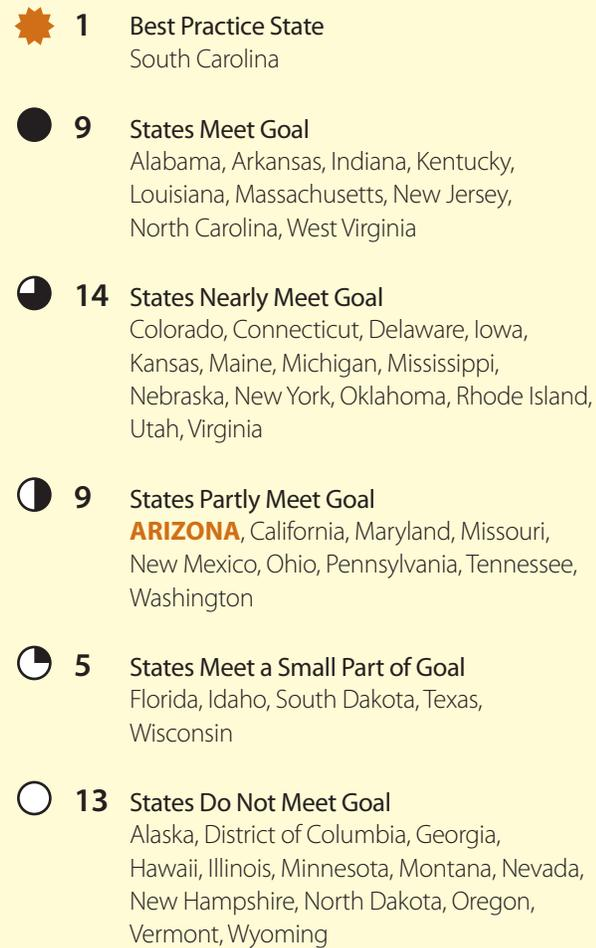 1 Best Practice State
South Carolina
9 States Meet Goal
Alabama, Arkansas, Indiana, Kentucky,
Louisiana, Massachusetts, New Jersey,
North Carolina, West Virginia
14 States Nearly Meet Goal
Colorado, Connecticut, Delaware, Iowa,
Kansas, Maine, Michigan, Mississippi,
Nebraska, New York, Oklahoma, Rhode Island,
Utah, Virginia
9 States Partly Meet Goal
ARIZONA, California, Maryland, Missouri,
New Mexico, Ohio, Pennsylvania, Tennessee,
Washington
5 States Meet a Small Part of Goal
Florida, Idaho, South Dakota, Texas,
Wisconsin
13 States Do Not Meet Goal
Alaska, District of Columbia, Georgia,
Hawaii, Illinois, Minnesota, Montana, Nevada,
New Hampshire, North Dakota, Oregon,
Vermont, Wyoming